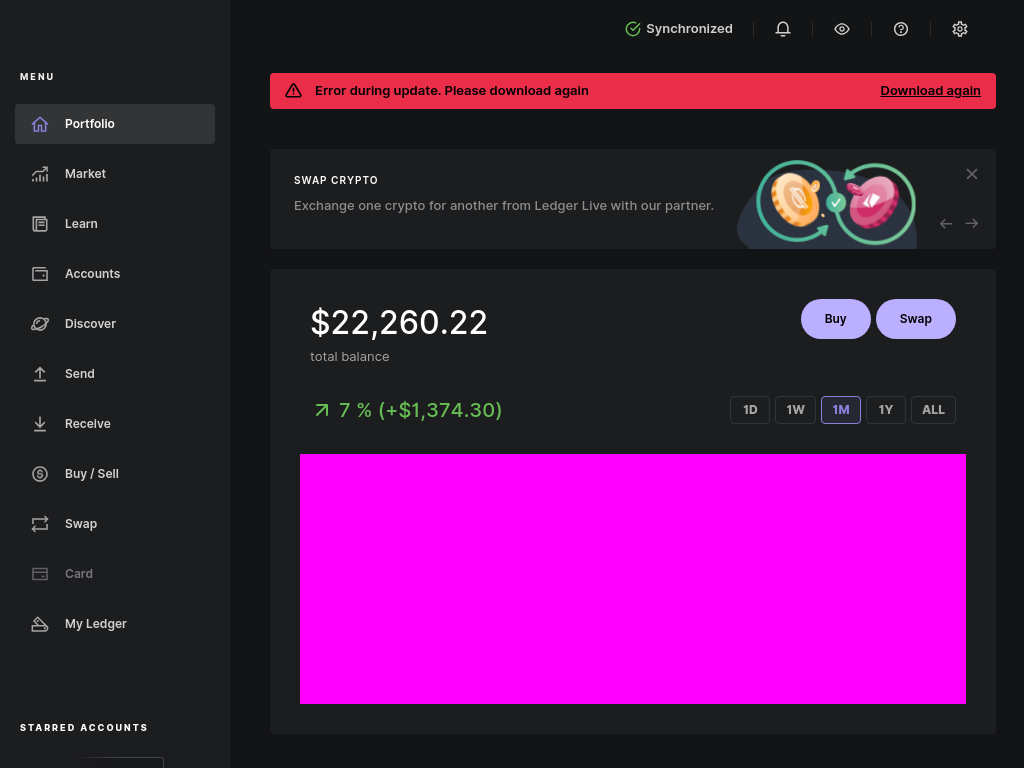 Synchronized
MENU
Portfolio
Market
Learn
Accounts
Discover
Send
Receive
Buy / Sell
Swap
Card
My Ledger
STARRED ACCOUNTS
Error during update. Please download again
Download again
SWAP CRYPTO
Exchange one crypto for another from Ledger Live with our partner.
$22,260.22
total balance
Buy
Swap
7 % (+$1,374.30)
1D
1W
1M
1Y
ALL